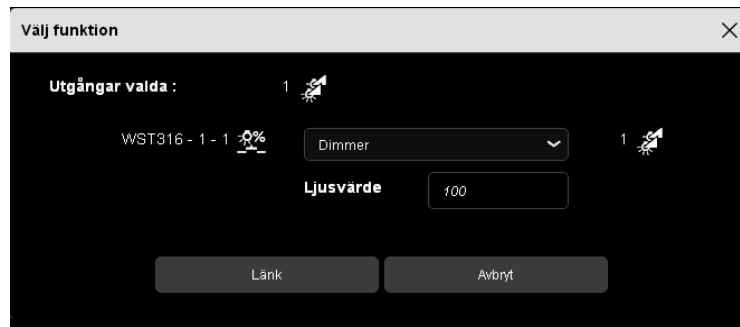 Välj funktion
Utgångar valda : 1
WST316 - 1 - 1 % Dimmer 1
Ljusvärde 100
Länk Avbryt